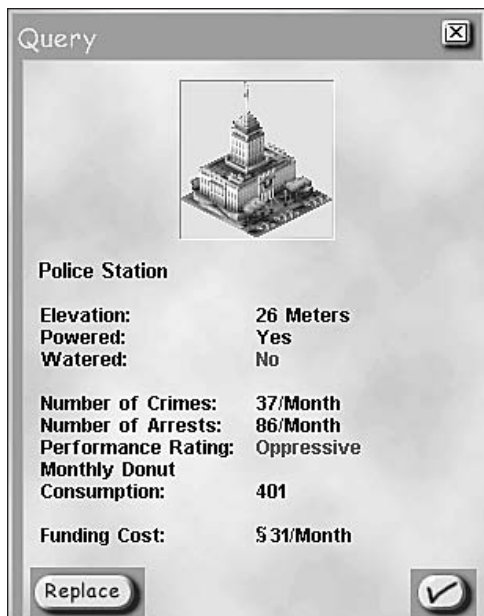 Query
Police Station
Elevation: 26 Meters
Powered: Yes
Watered: No
Number of Crimes: 37/Month
Number of Arrests: 86/Month
Performance Rating: Oppressive
Monthly Donut
Consumption: 401
Funding Cost: §31/Month
Replace